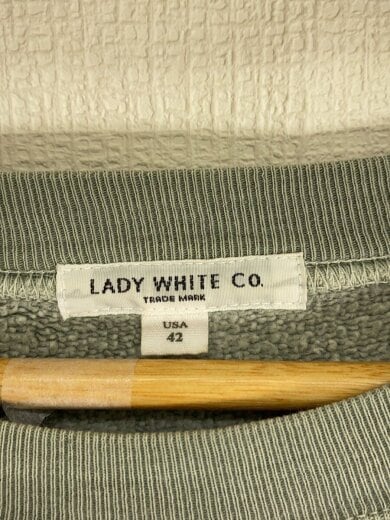 LADY WHITE CO.
TRADE MARK
USA
42